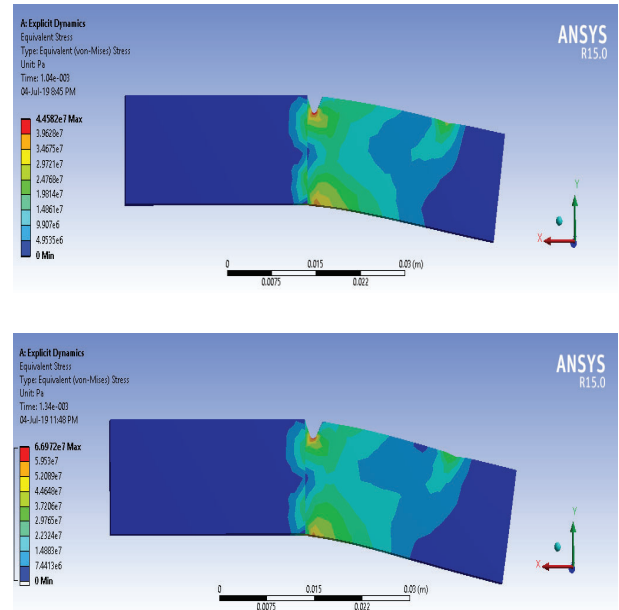 A: Explicit Dynamics
Equivalent Stress
Type: Equivalent (von-Mises) Stress
Unit: Pa
Time: 1.04e-003
04-Jul-19 8:45 PM
ANSYS
R15.0
4.4582e7 Max
3.9628e7
3.4675e7
2.9721e7
2.4768e7
1.9814e7
1.4861e7
9.907e6
4.9535e6
0 Min
Y
X
0 0.015 0.03 (m)
0.0075 0.022
A: Explicit Dynamics
Equivalent Stress
Type: Equivalent (von-Mises) Stress
Unit: Pa
Time: 1.34e-003
04-Jul-19 11:48 PM
ANSYS
R15.0
6.6972e7 Max
5.953e7
5.2089e7
4.4648e7
3.7206e7
2.9765e7
2.2324e7
1.4883e7
7.4413e6
0 Min
Y
X
0 0.015 0.03 (m)
0.0075 0.022